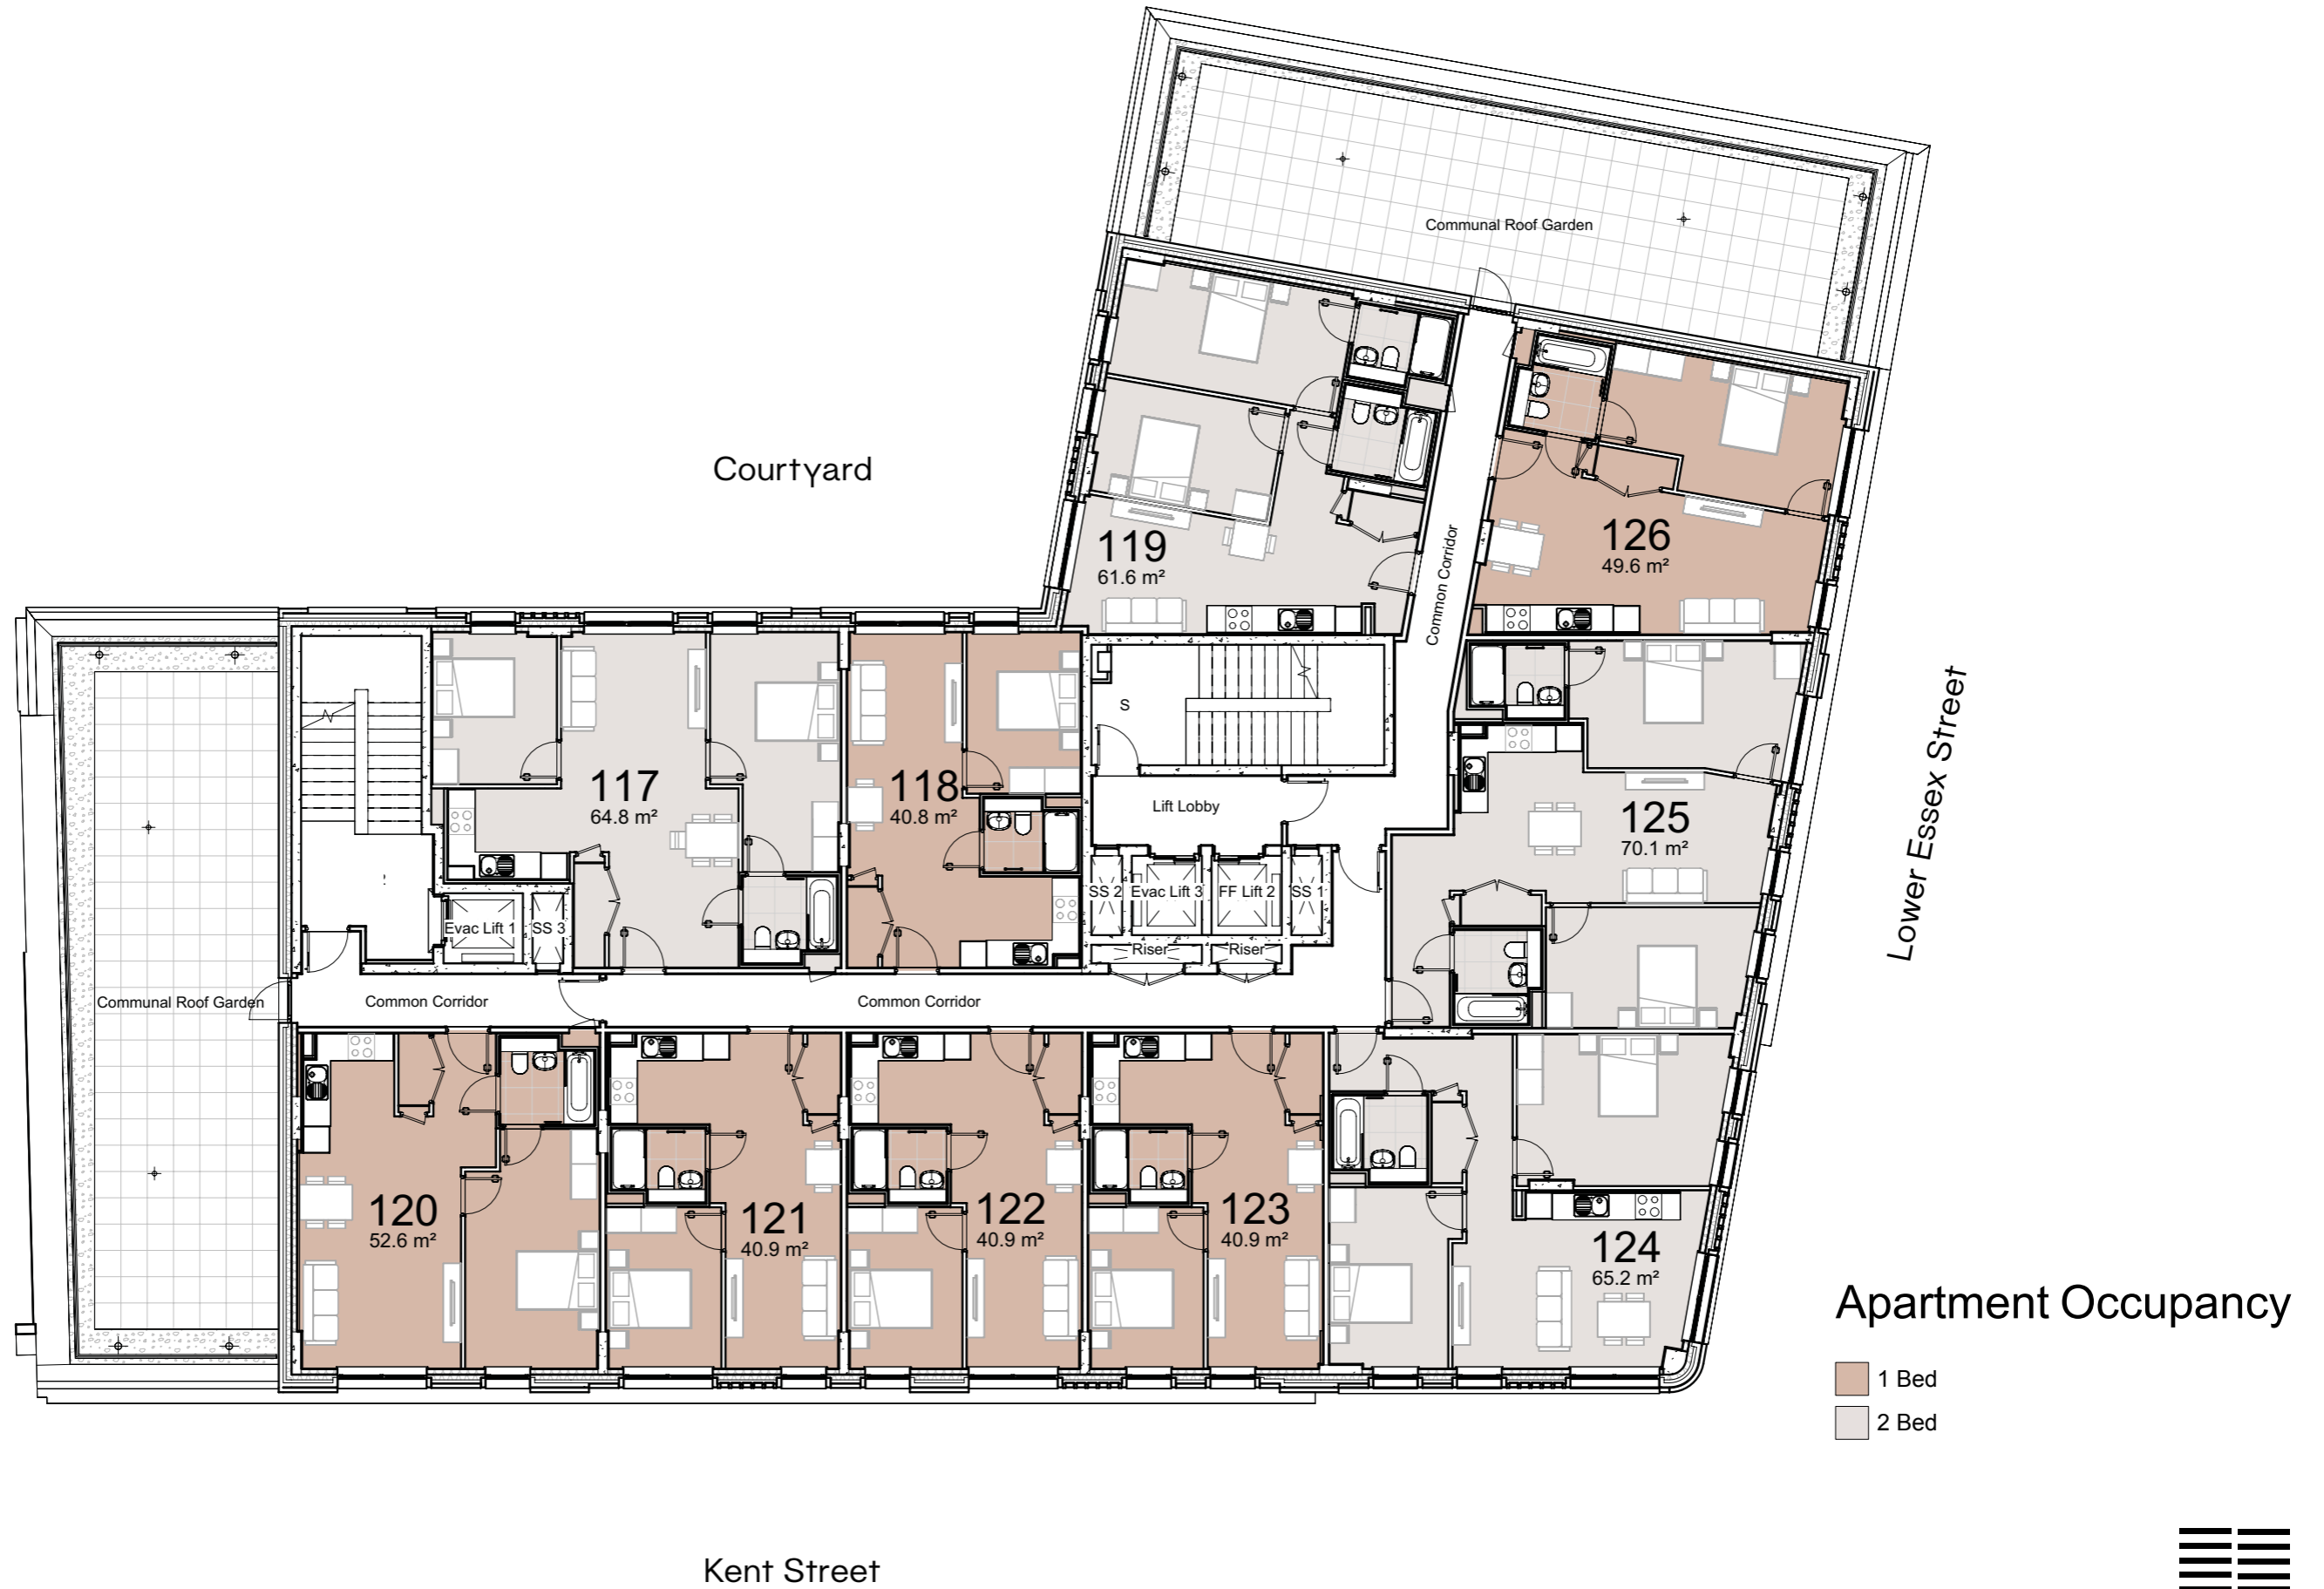 Communal Roof Garden
Courtyard
119
61.6 m²
Common Corridor
126
49.6 m²
S
117
64.8 m²
118
40.8 m²
Lift Lobby
125
70.1 m²
Lower Essex Street
Evac Lift 1
SS 3
SS 2
Evac Lift 3
FF Lift 2
SS 1
Riser
Riser
Communal Roof Garden
Common Corridor
Common Corridor
120
52.6 m²
121
40.9 m²
122
40.9 m²
123
40.9 m²
124
65.2 m²
Apartment Occupancy
1 Bed
2 Bed
Kent Street